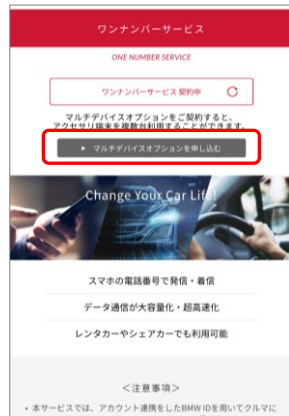 ワンナンバーサービス
ONE NUMBER SERVICE
ワンナンバーサービス 契約中
マルチデバイスオプションをご契約すると、
アクセサリ端末を複数台利用することができます。
▶ マルチデバイスオプションを申し込む
Change Your Car Life!
スマホの電話番号で発信・着信
データ通信が大容量化・超高速化
レンタカーやシェアカーでも利用可能
＜注意事項＞
• 本サービスでは、アカウント連携をしたBMW IDを用いてクルマに